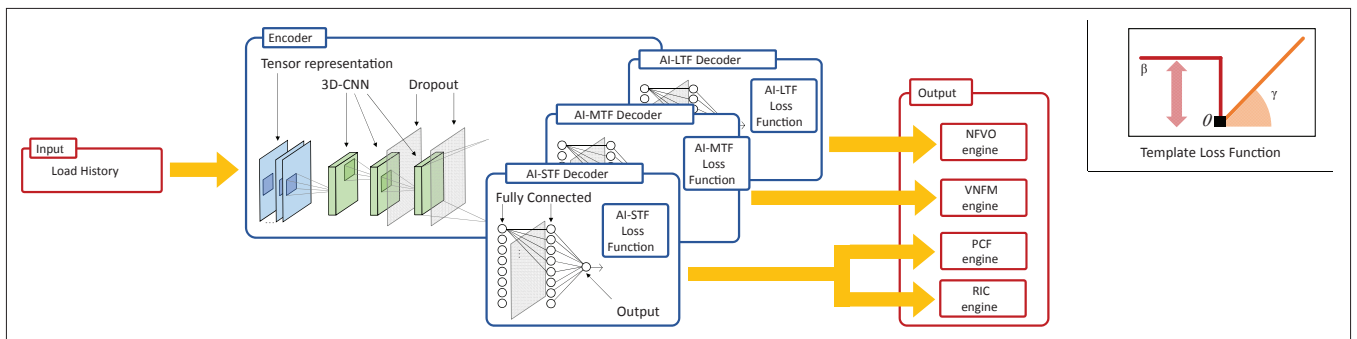 Input
Load History
Encoder
Tensor representation
3D-CNN
Dropout
....
AI-LTF Decoder
AI-LTF
Loss
Function
AI-MTF Decoder
AI-MTF
Loss
Function
AI-STF Decoder
Fully Connected
AI-STF
Loss
Function
Output
Output
NFVO
engine
VNFM
engine
PCF
engine
RIC
engine
β
γ
O
Template Loss Function